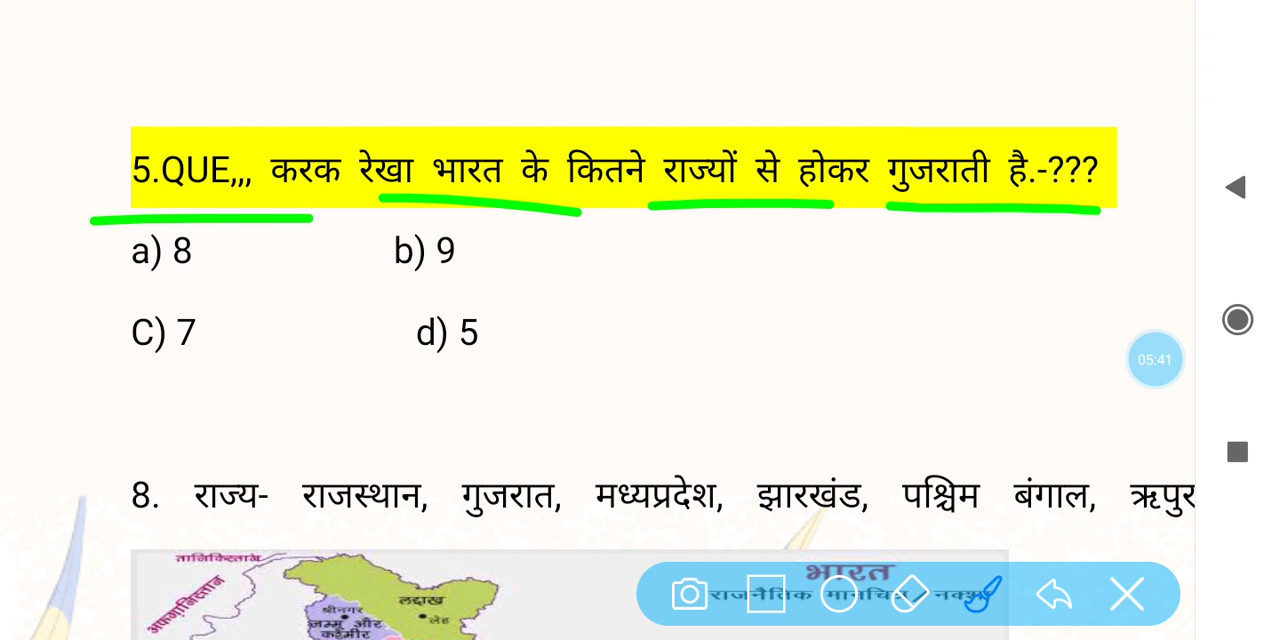 5.QUE,,, करक रेखा भारत के कितने राज्यों से होकर गुजराती है.-???
a) 8 b) 9
C) 7 d) 5
05:41
8. राज्य- राजस्थान, गुजरात, मध्यप्रदेश, झारखंड, पश्चिम बंगाल, ऋपुर
ताजिकिस्तान
भारत
अफगानिस्तान
लद्दाख
राजनैतिक मानचित्र / नक्शा
श्रीनगर
लेह
जम्मू और
कश्मीर